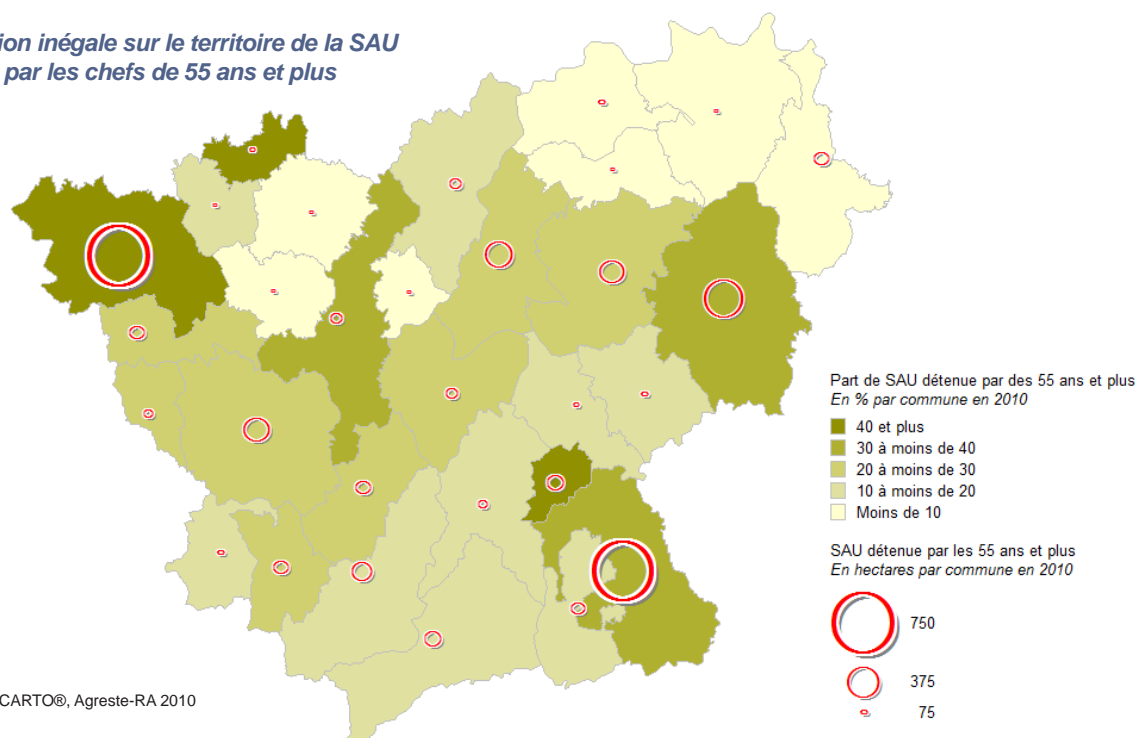 ion inégale sur le territoire de la SAU
par les chefs de 55 ans et plus
Part de SAU détenue par des 55 ans et plus
En % par commune en 2010
40 et plus
30 à moins de 40
20 à moins de 30
10 à moins de 20
Moins de 10
SAU détenue par les 55 ans et plus
En hectares par commune en 2010
750
375
75
CARTO®, Agreste-RA 2010